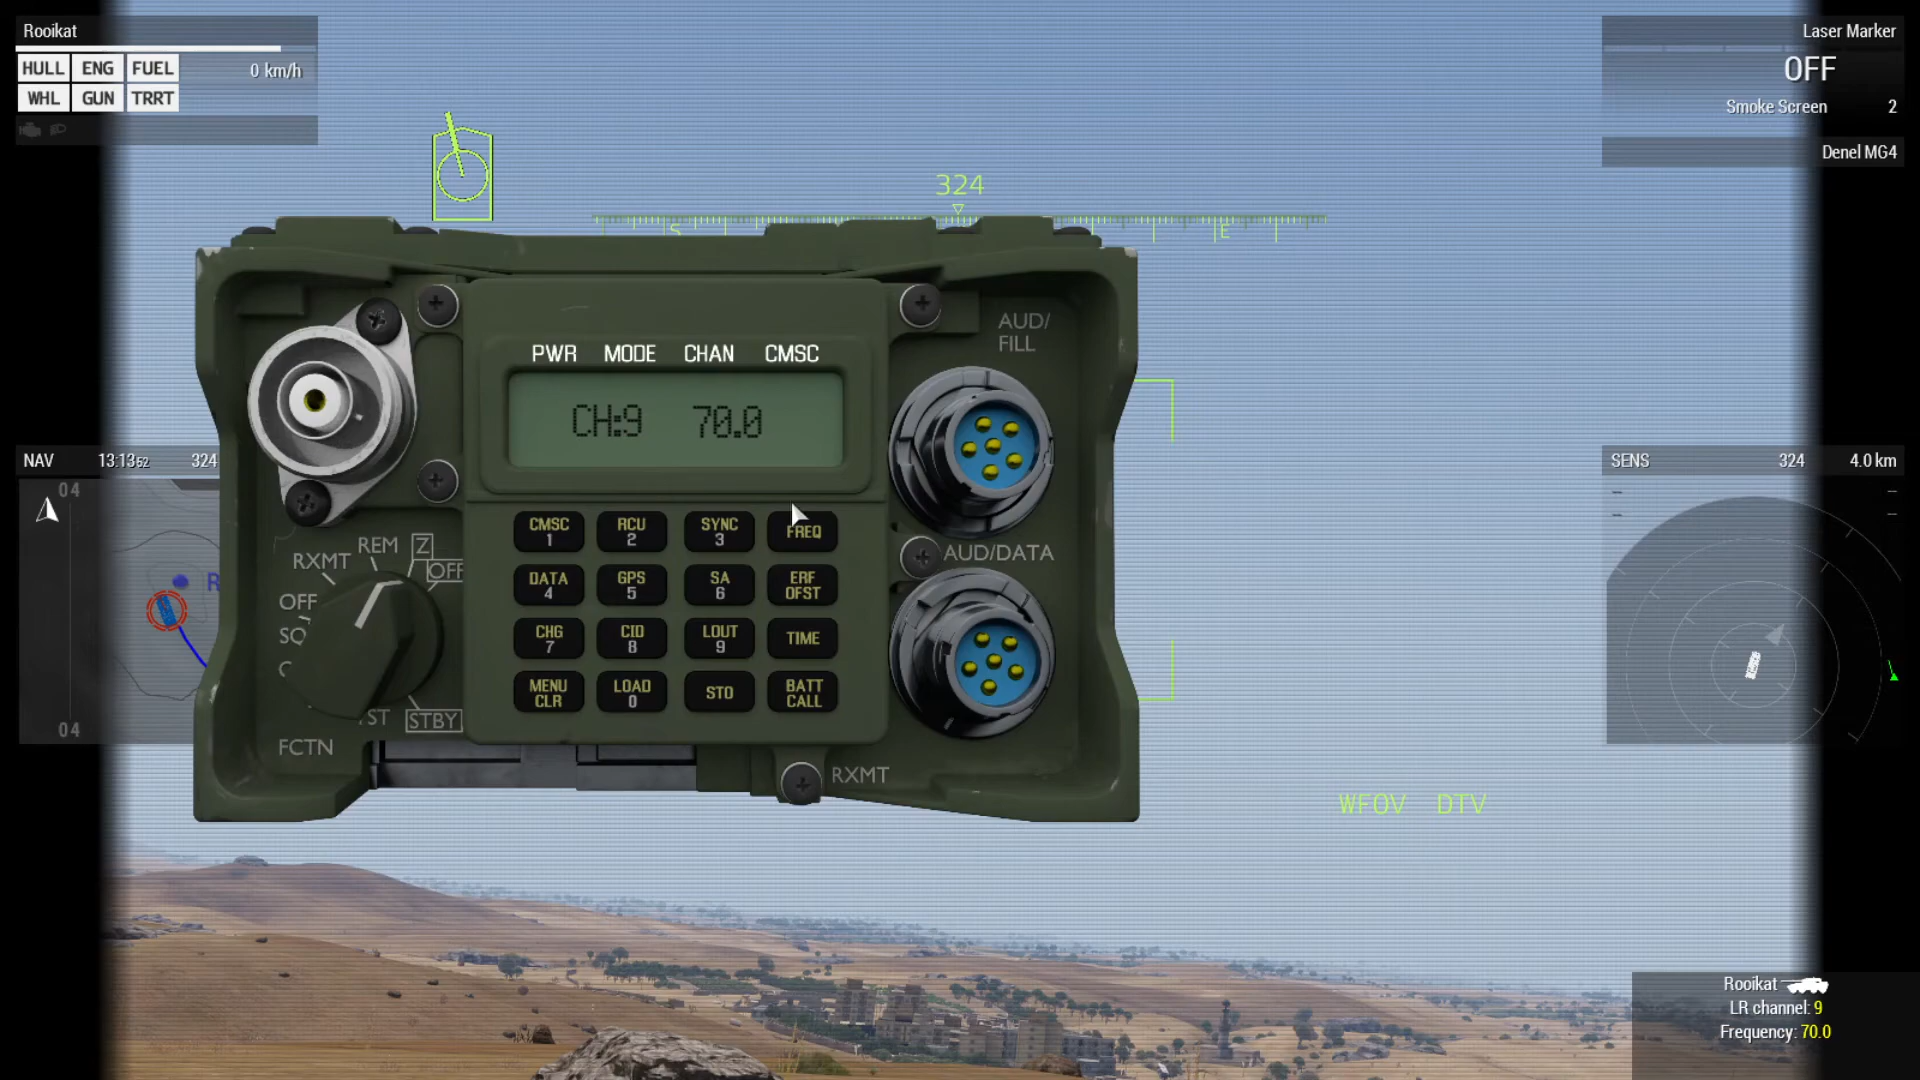 Rooikat
HULL ENG FUEL
0 km/h
WHL GUN TRRT
Laser Marker
OFF
Smoke Screen 2
Denel MG4
324
S
E
AUD/
FILL
PWR MODE CHAN CMSC
CH:9 70.0
NAV 13:13 52 324
04
R
04
SENS 324 4.0 km
CMSC
1
RCU
2
SYNC
3
FREQ
DATA
4
GPS
5
SA
6
ERF
OFST
CHG
7
CID
8
LOUT
9
TIME
MENU
CLR
LOAD
0
STO
BATT
CALL
REM Z
RXMT OFF
OFF
STBY
FCTN
AUD/DATA
RXMT
WFOV DTV
Rooikat
LR channel: 9
Frequency: 70.0